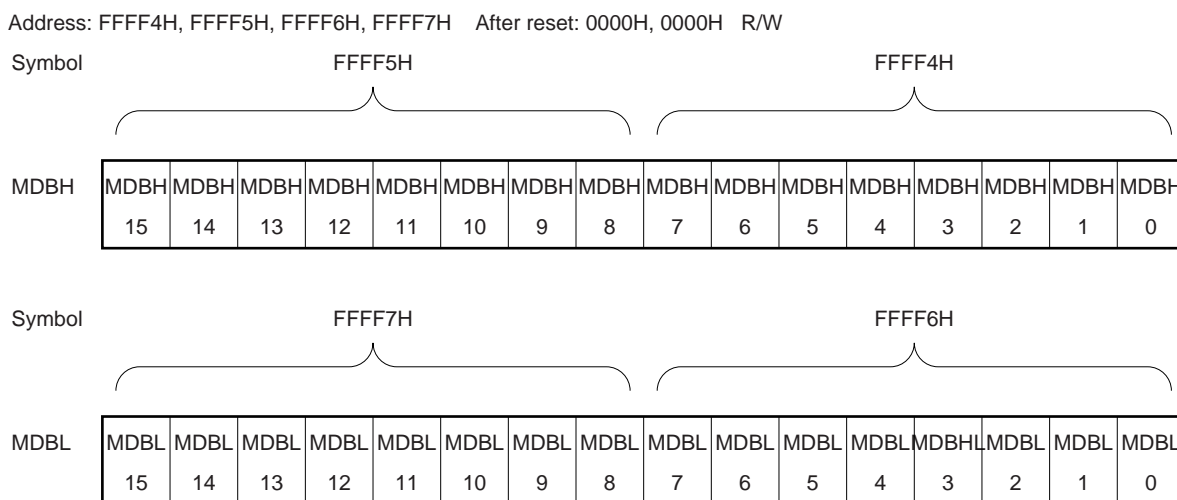 Address: FFFF4H, FFFF5H, FFFF6H, FFFF7H After reset: 0000H, 0000H R/W
Symbol FFFF5H FFFF4H
MDBH MDBH MDBH MDBH MDBH MDBH MDBH MDBH MDBH MDBH MDBH MDBH MDBH MDBH MDBH MDBH MDBH
15 14 13 12 11 10 9 8 7 6 5 4 3 2 1 0
Symbol FFFF7H FFFF6H
MDBL MDBL MDBL MDBL MDBL MDBL MDBL MDBL MDBL MDBL MDBL MDBL MDBL MDBHL MDBL MDBL MDBL
15 14 13 12 11 10 9 8 7 6 5 4 3 2 1 0